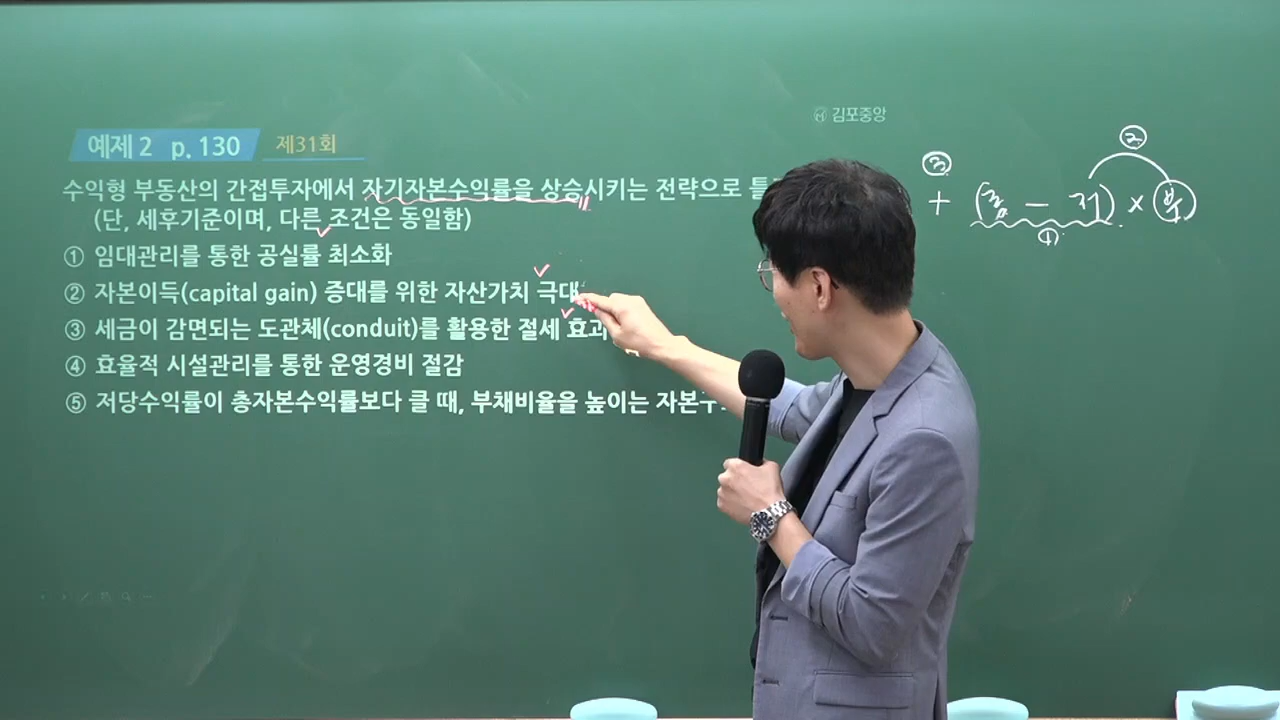 김포중앙
예제 2 p. 130 제31회
수익형 부동산의 간접투자에서 자기자본수익률을 상승시키는 전략으로
(단, 세후기준이며, 다른 조건은 동일함)
① 임대관리를 통한 공실률 최소화
② 자본이득(capital gain) 증대를 위한 자산가치 극대
③ 세금이 감면되는 도관체(conduit)를 활용한 절세 효과
④ 효율적 시설관리를 통한 운영경비 절감
⑤ 저당수익률이 총자본수익률보다 클 때, 부채비율을 높이는
③ ②
+ (총 - 저) × 부
①